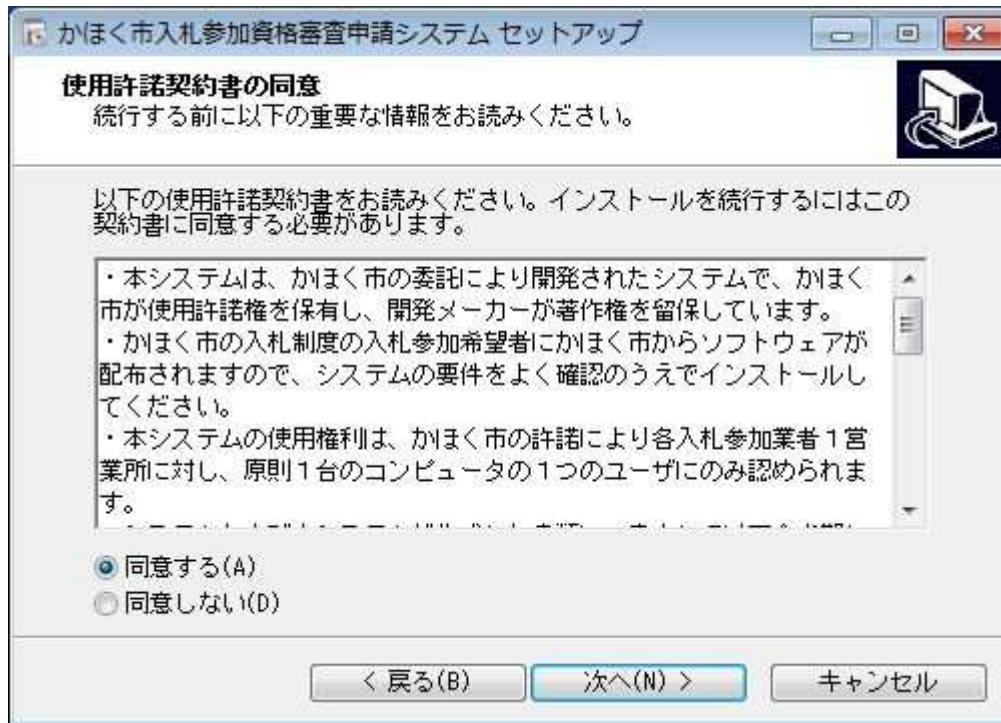 かほく市入札参加資格審査申請システム セットアップ
使用許諾契約書の同意
続行する前に以下の重要な情報をお読みください。
以下の使用許諾契約書をお読みください。インストールを続行するにはこの
契約書に同意する必要があります。
・本システムは、かほく市の委託により開発されたシステムで、かほく
市が使用許諾権を保有し、開発メーカーが著作権を留保しています。
・かほく市の入札制度の入札参加希望者にかほく市からソフトウェアが
配布されますので、システムの要件をよく確認のうえでインストールし
てください。
・本システムの使用権利は、かほく市の許諾により各入札参加業者１営
業所に対し、原則１台のコンピュータの１つのユーザにのみ認められま
す。
同意する(A)
同意しない(D)
< 戻る(B)
次へ(N) >
キャンセル